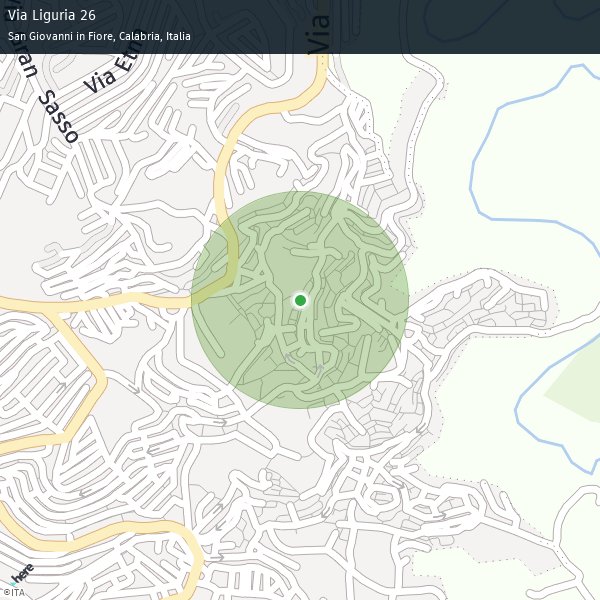 Via Liguria 26
San Giovanni in Fiore, Calabria, Italia
Via
Via Etn
ran Sasso
here
©ITA